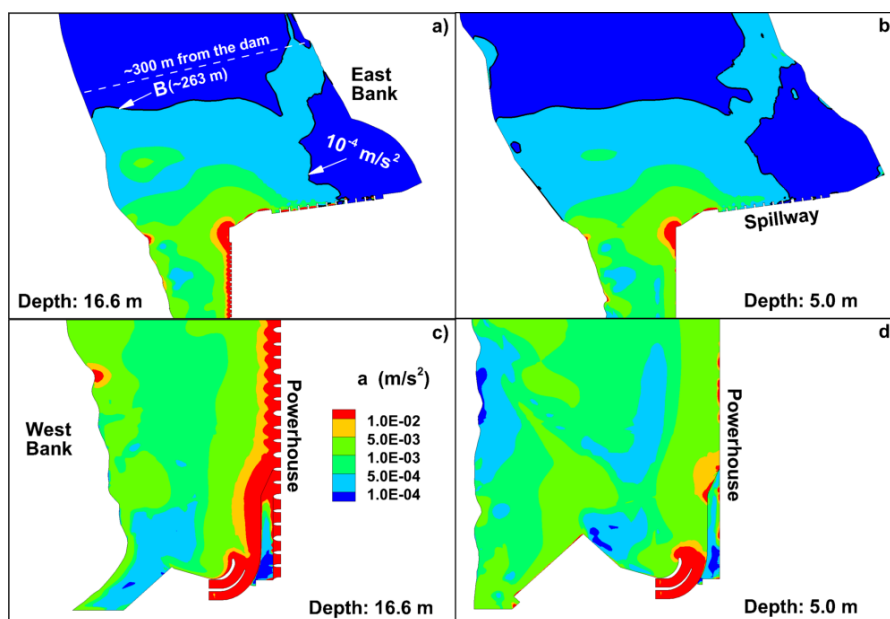 a)
~300 m from the dam
B (~263 m)
East
Bank
10⁻⁴ m/s²
Depth: 16.6 m
b)
Spillway
Depth: 5.0 m
c)
West
Bank
Powerhouse
a (m/s²)
1.0E-02
5.0E-03
1.0E-03
5.0E-04
1.0E-04
Depth: 16.6 m
d)
Powerhouse
Depth: 5.0 m